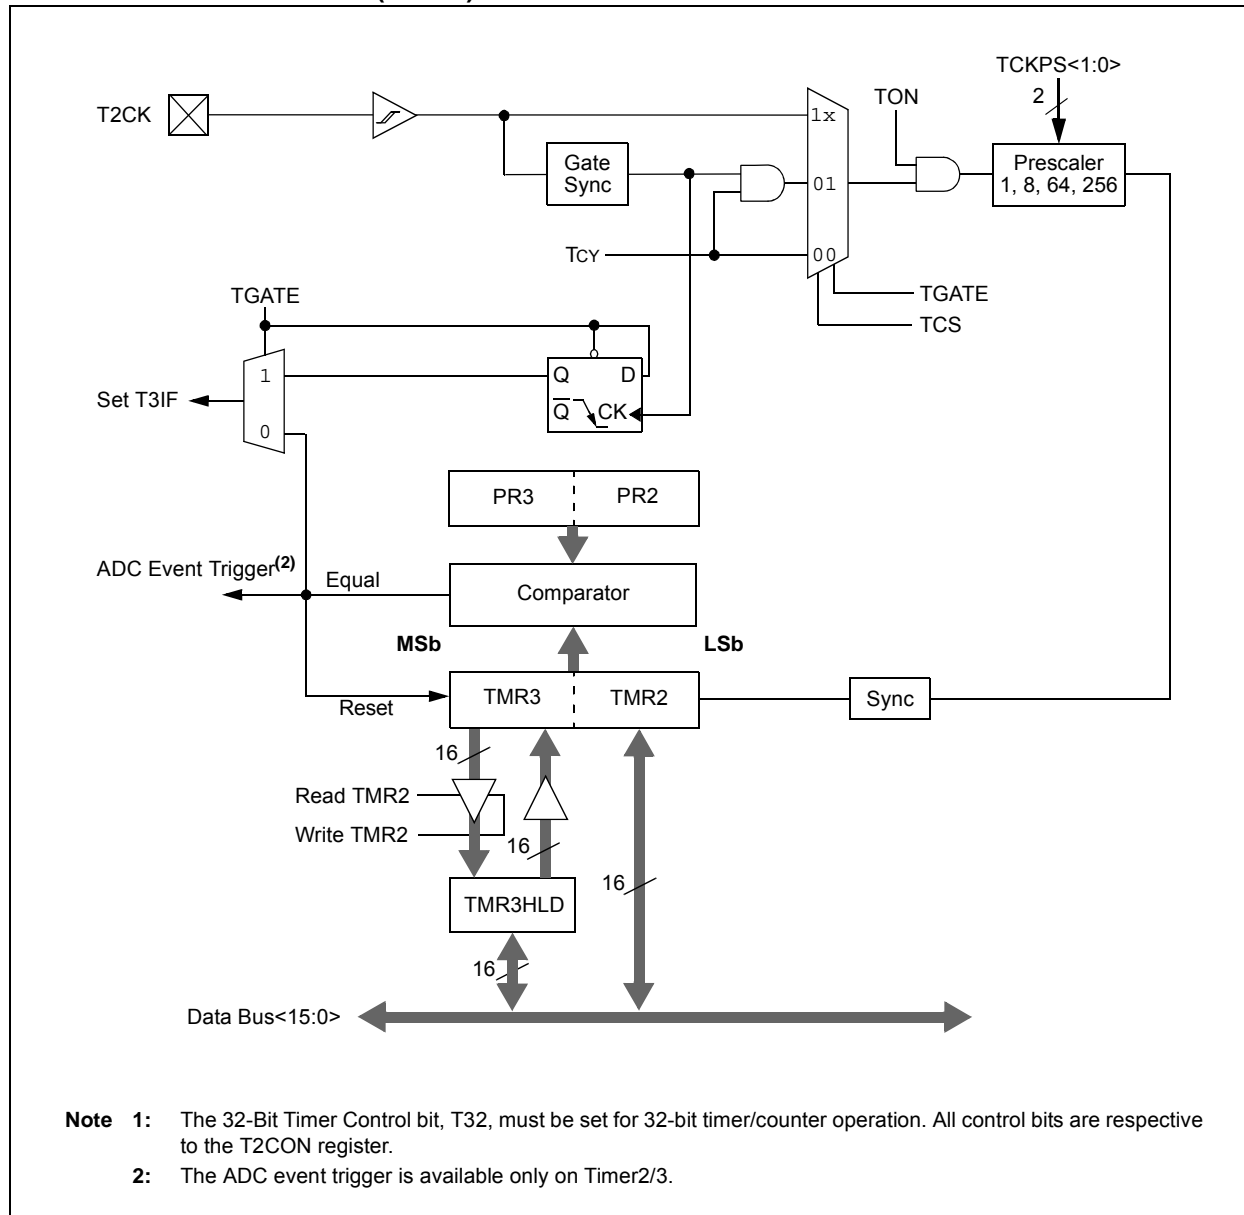 TCKPS<1:0>
2
TON
T2CK
1x
Gate
Sync
Prescaler
1, 8, 64, 256
01
TCY
00
TGATE
TCS
TGATE
1
Q
D
Set T3IF
Q
CK
0
PR3
PR2
ADC Event Trigger(2)
Equal
Comparator
MSb
LSb
TMR3
TMR2
Sync
Reset
16
Read TMR2
Write TMR2
16
16
TMR3HLD
16
Data Bus<15:0>
Note 1: The 32-Bit Timer Control bit, T32, must be set for 32-bit timer/counter operation. All control bits are respective
to the T2CON register.
2: The ADC event trigger is available only on Timer2/3.